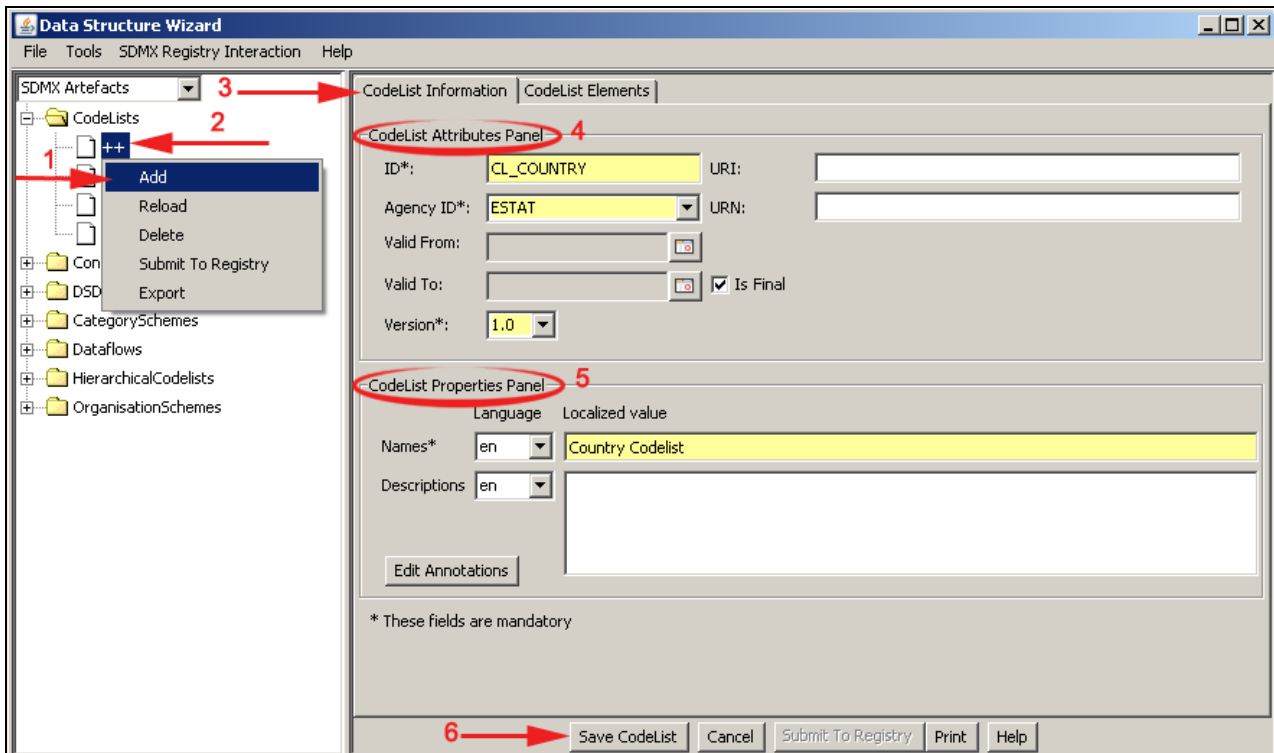 Data Structure Wizard
File Tools SDMX Registry Interaction Help
SDMX Artefacts
3
CodeList Information CodeList Elements
CodeLists
2
++
1
Add
Reload
Delete
Submit To Registry
Export
Con
DSD
CategorySchemes
Dataflows
HierarchicalCodelists
OrganisationSchemes
CodeList Attributes Panel 4
ID*: CL_COUNTRY URI:
Agency ID*: ESTAT URN:
Valid From:
Valid To: Is Final
Version*: 1.0
CodeList Properties Panel 5
Language Localized value
Names* en Country Codelist
Descriptions en
Edit Annotations
* These fields are mandatory
6 Save CodeList Cancel Submit To Registry Print Help